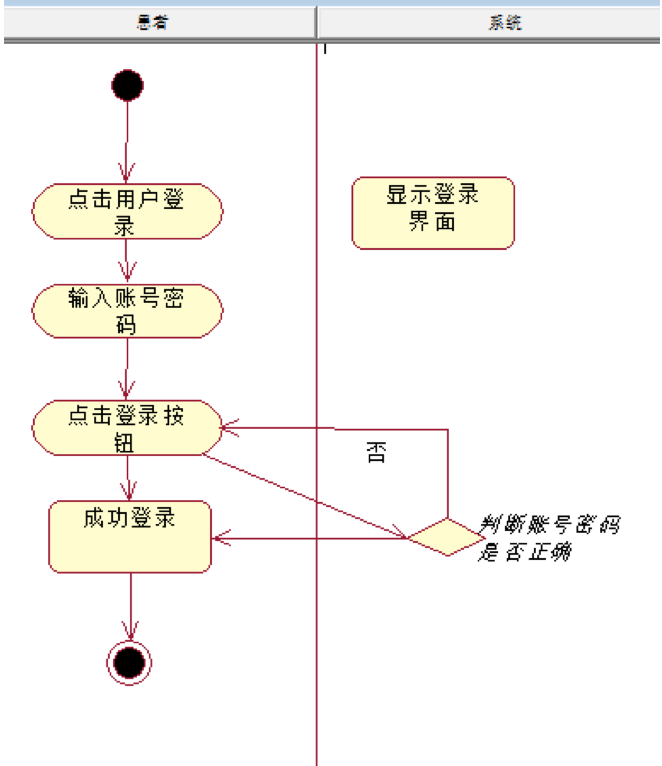 患者
系统
点击用户登
录
显示登录
界面
输入账号密
码
点击登录按
钮
否
成功登录
判断账号密码
是否正确